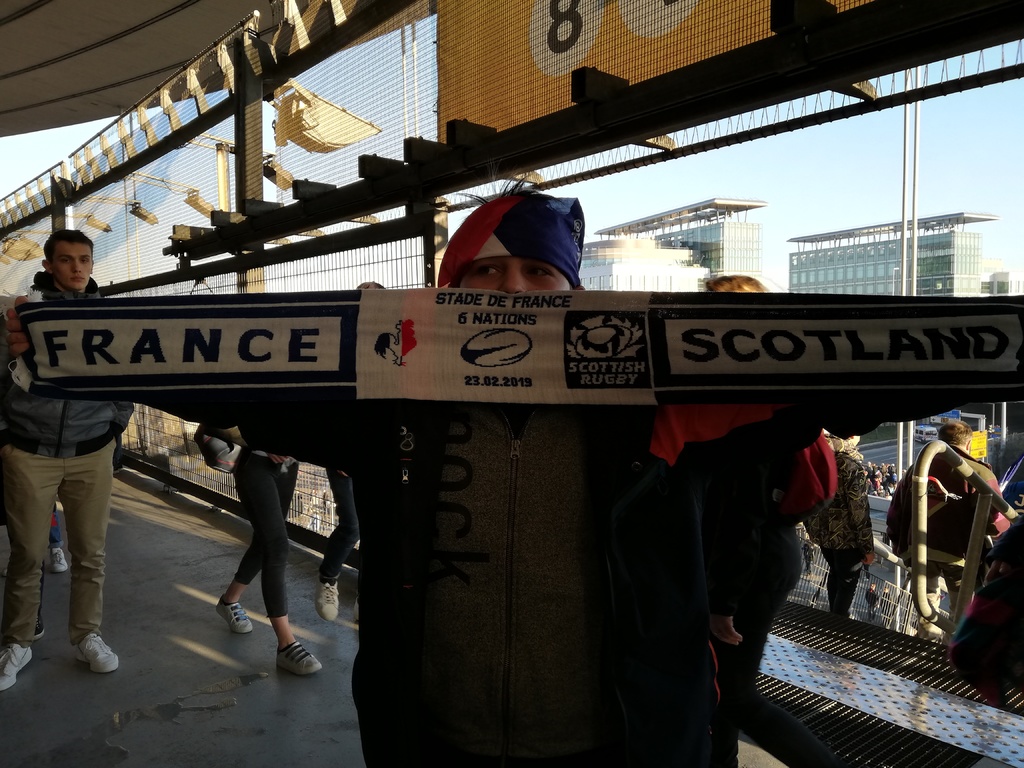 8
STADE DE FRANCE
6 NATIONS
FRANCE
SCOTLAND
SCOTTISH
RUGBY
23.02.2019